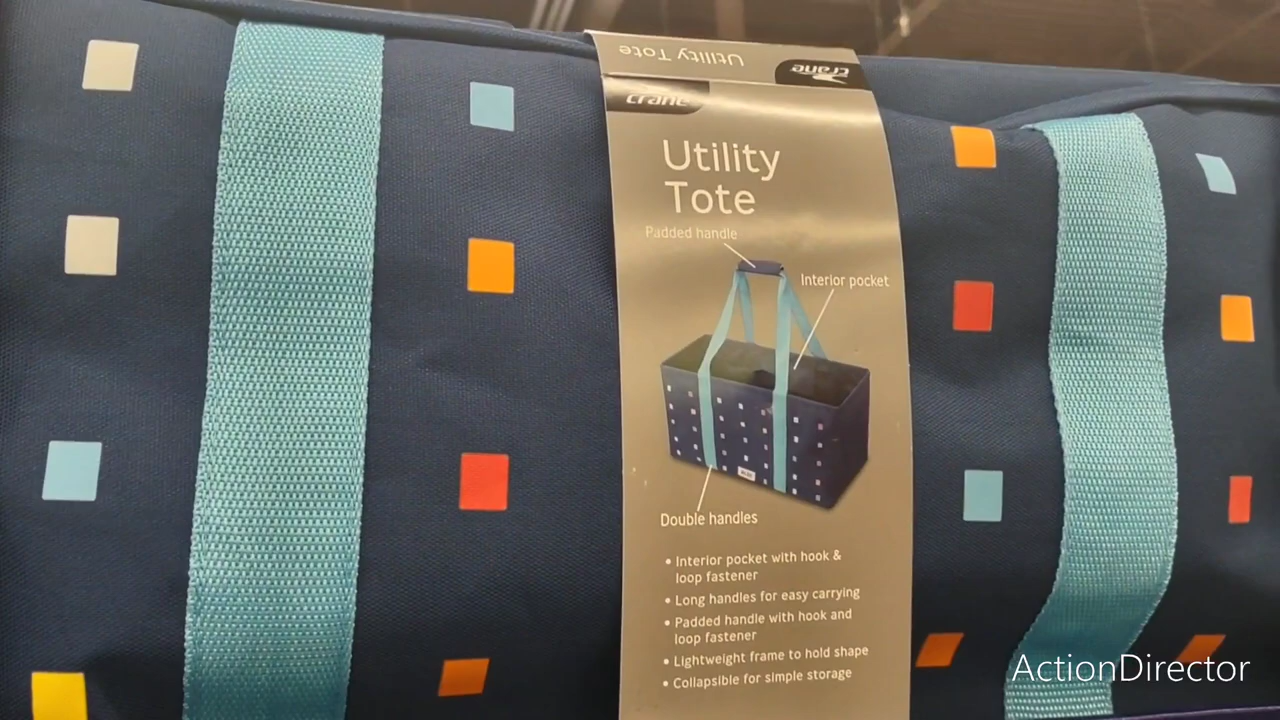 Utility Tote
crane
crane
Utility
Tote
Padded handle
Interior pocket
Double handles
• Interior pocket with hook &
loop fastener
• Long handles for easy carrying
• Padded handle with hook and
loop fastener
• Lightweight frame to hold shape
• Collapsible for simple storage
ActionDirector